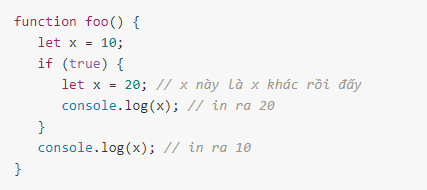 function foo() {
let x = 10;
if (true) {
let x = 20; // x này là x khác rồi đấy
console.log(x); // in ra 20
}
console.log(x); // in ra 10
}